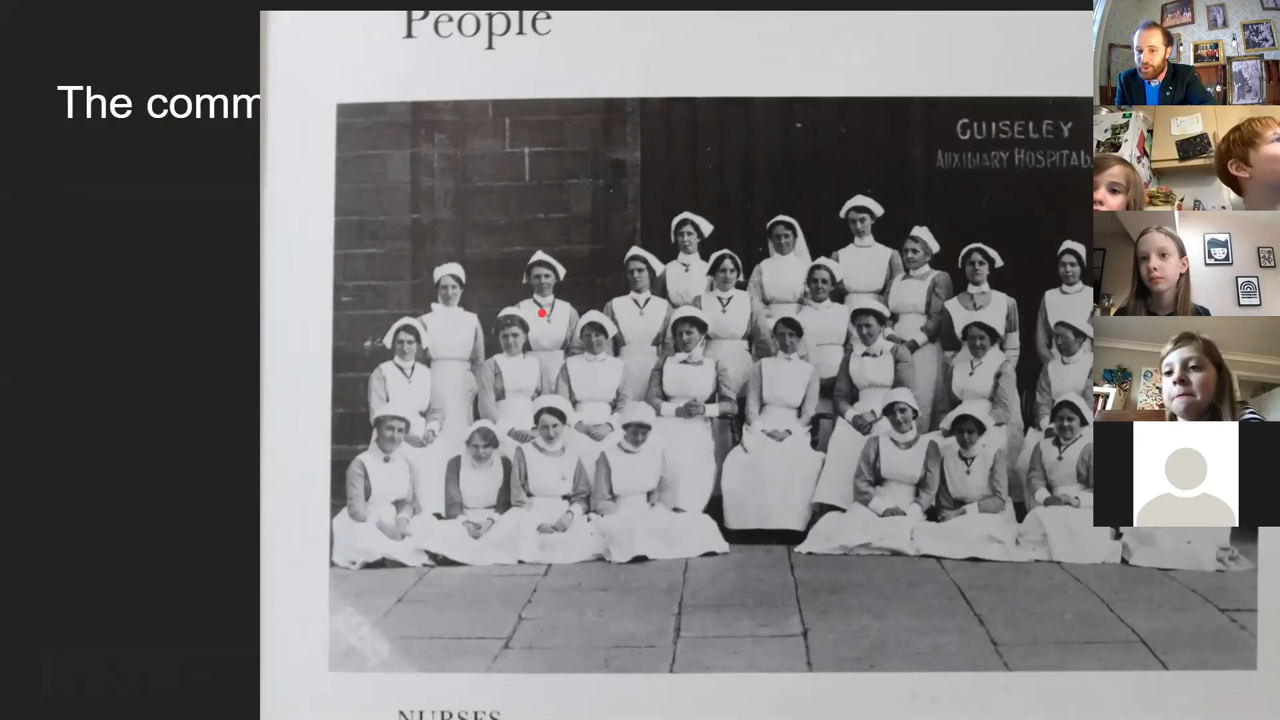 People
The comm
GUISELEY
AUXILIARY HOSPITAL
NURSES